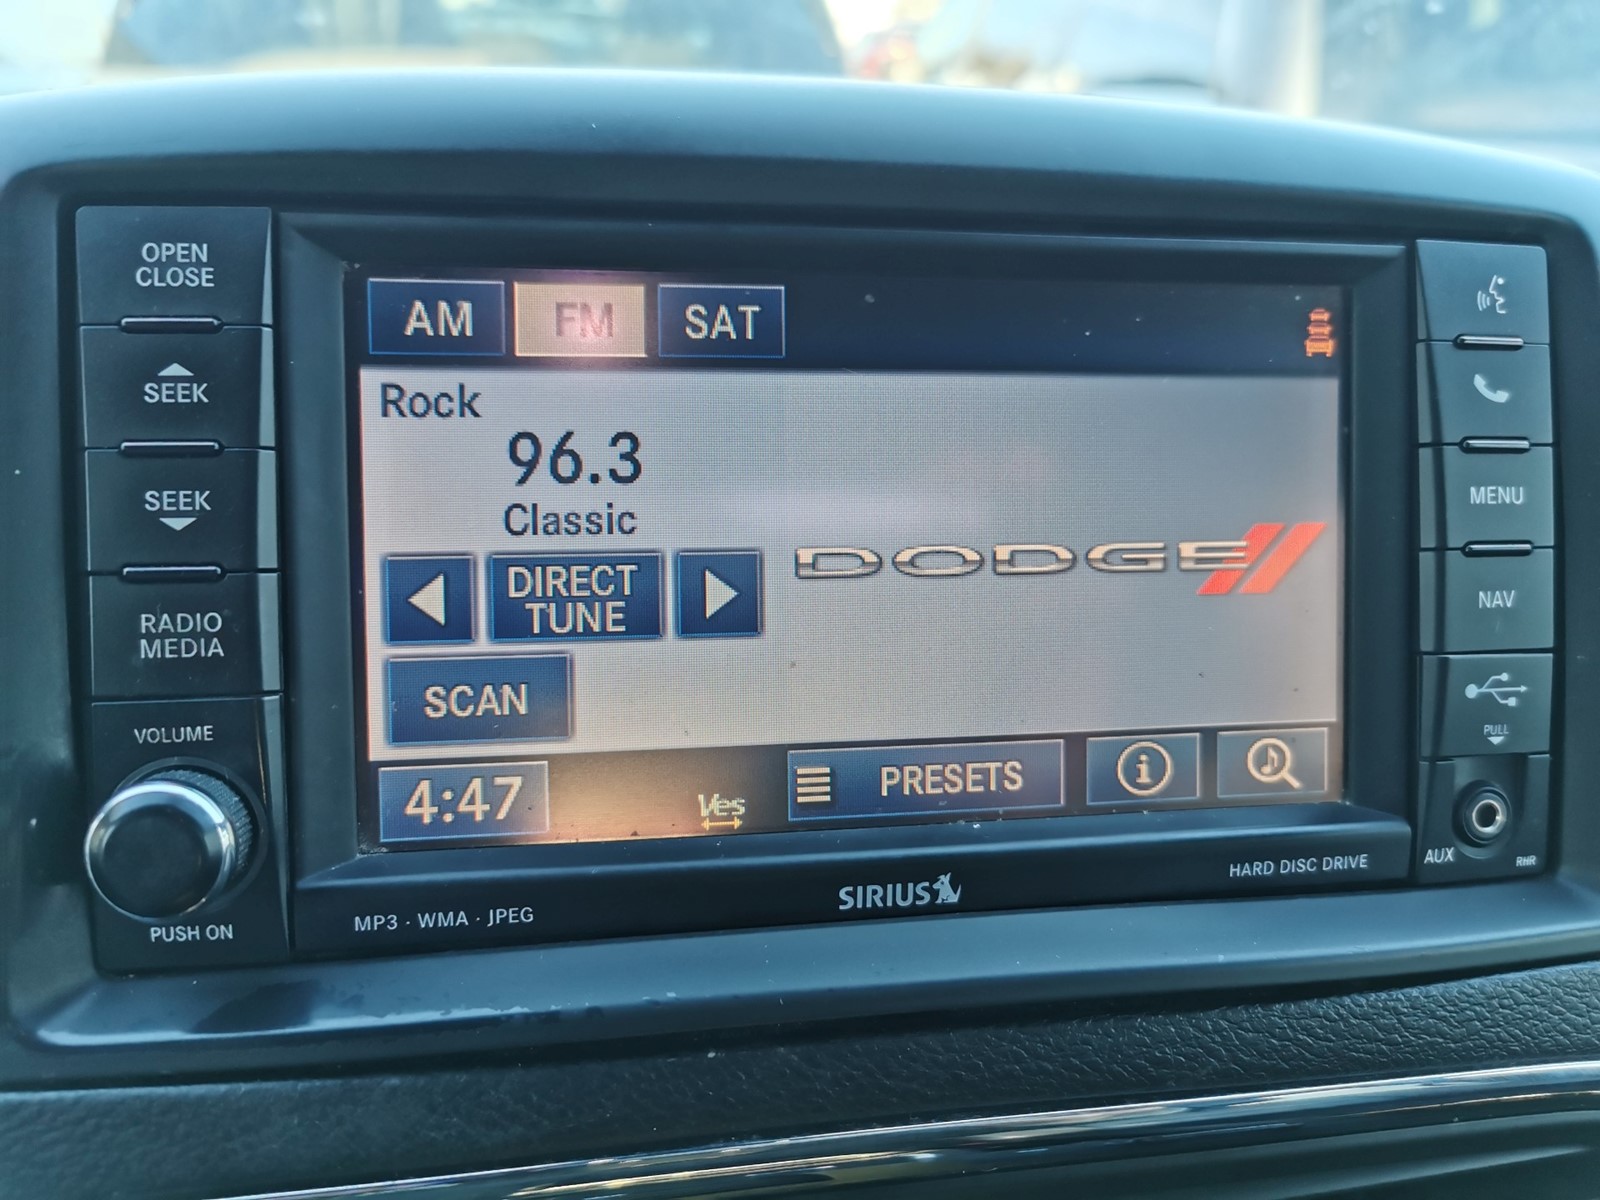 OPEN
CLOSE
SEEK
SEEK
RADIO
MEDIA
VOLUME
PUSH ON
AM FM SAT
Rock
96.3
Classic
DIRECT
TUNE
SCAN
DODGE
4:47
Ves
PRESETS
i
MP3 · WMA · JPEG
SIRIUS
HARD DISC DRIVE
MENU
NAV
PULL
AUX
RHR